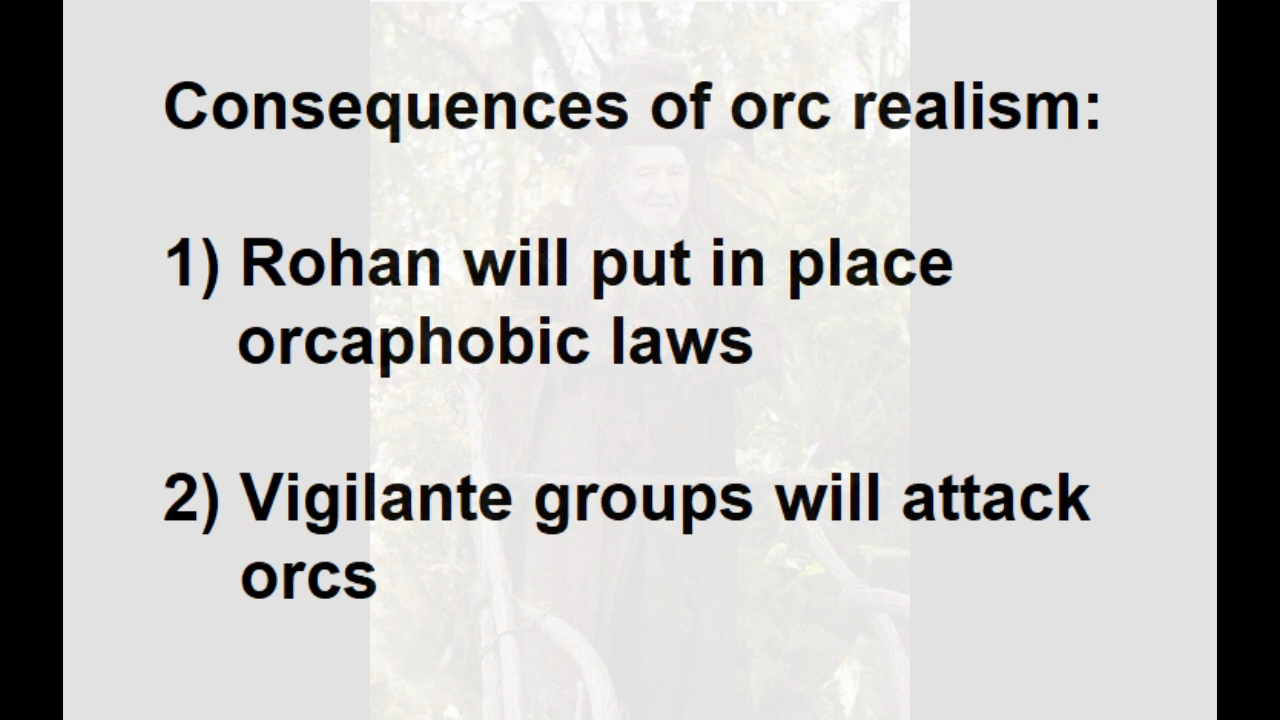 Consequences of orc realism:
1) Rohan will put in place
orcaphobic laws
2) Vigilante groups will attack
orcs